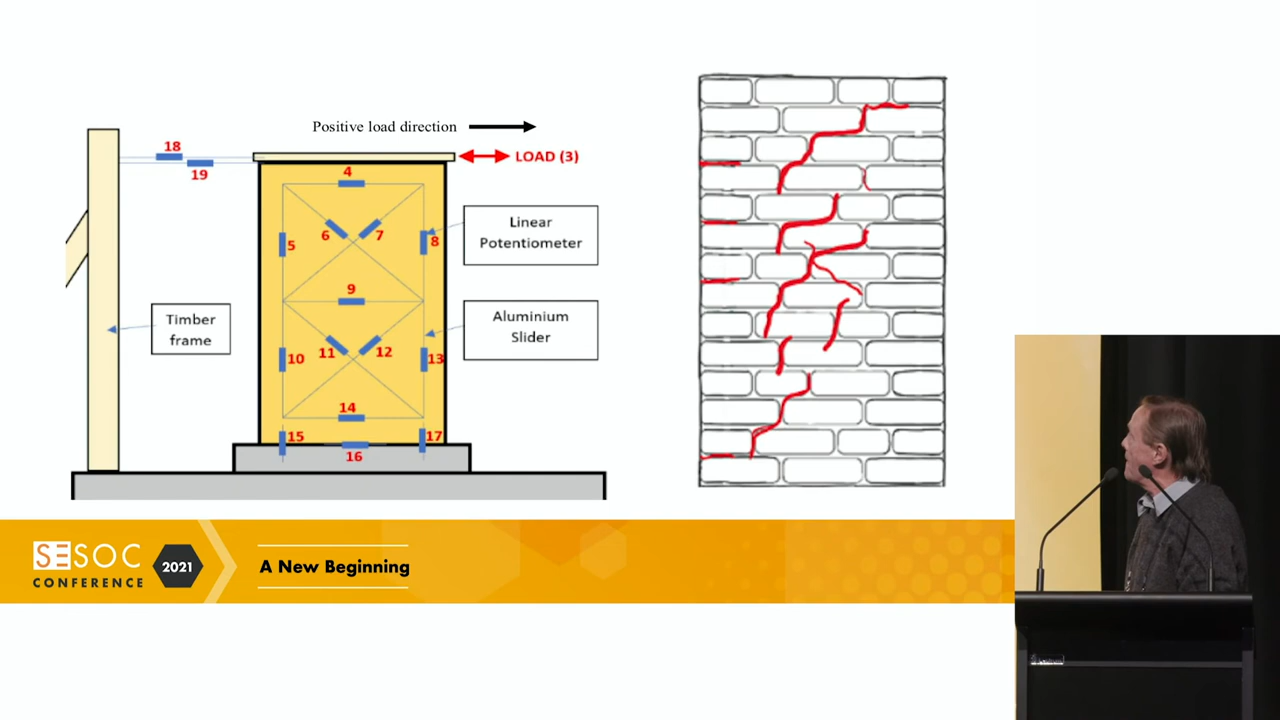 Positive load direction
18
19
LOAD (3)
4
6
7
5
8
Linear
Potentiometer
9
Timber
frame
Aluminium
Slider
11
12
10
13
14
15
17
16
SESOC
CONFERENCE
2021
A New Beginning